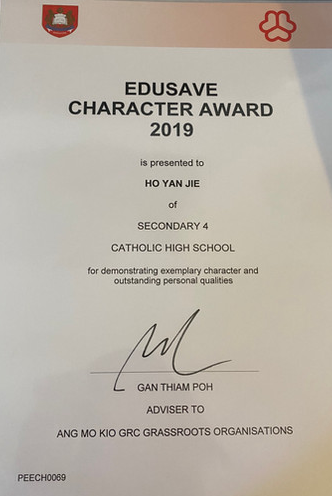 EDUSAVE
CHARACTER AWARD
2019
is presented to
HO YAN JIE
of
SECONDARY 4
CATHOLIC HIGH SCHOOL
for demonstrating exemplary character and
outstanding personal qualities
GAN THIAM POH
ADVISER TO
ANG MO KIO GRC GRASSROOTS ORGANISATIONS
PEECH0069